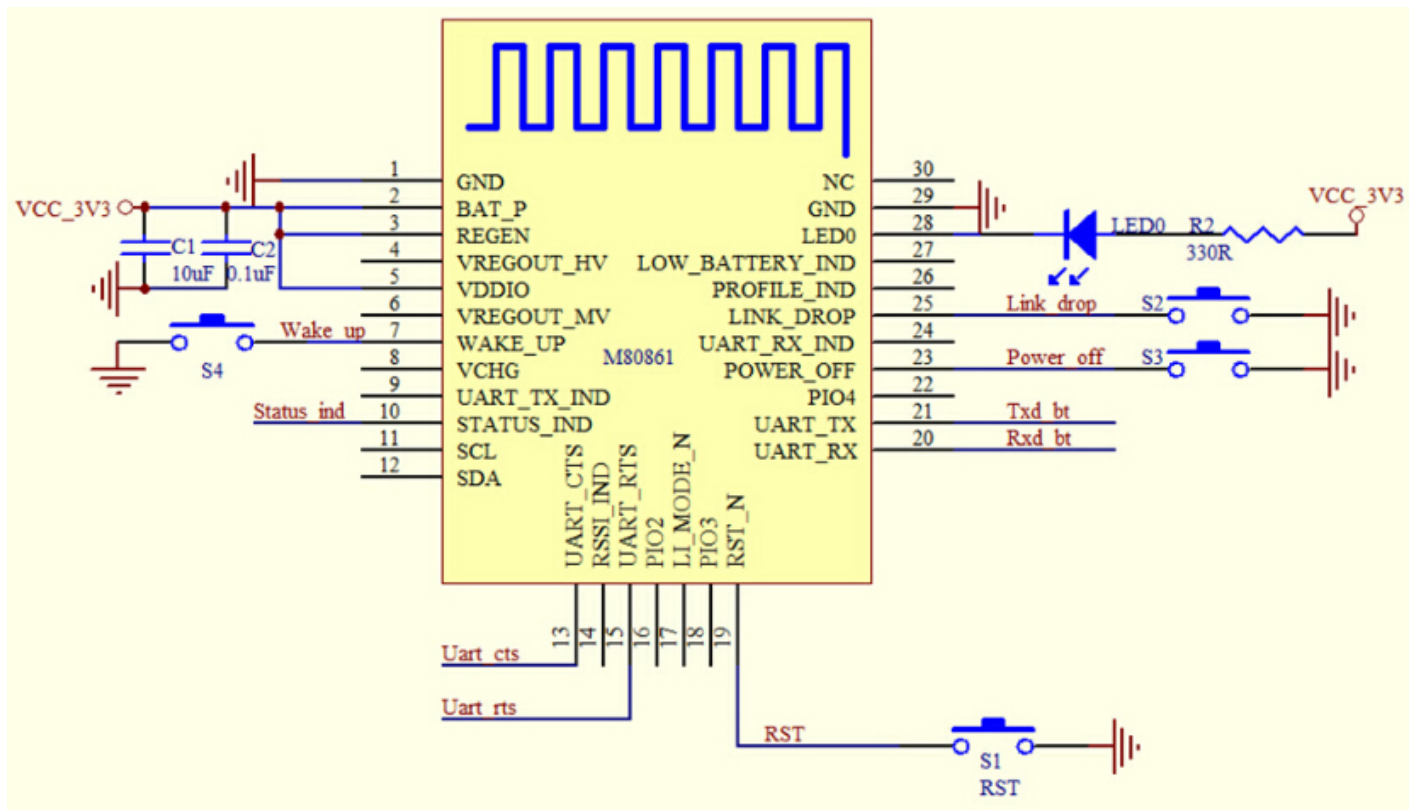 1 GND
VCC_3V3 2 BAT_P
3 REGEN
C1 10uF
C2 0.1uF
4 VREGOUT_HV
5 VDDIO
6 VREGOUT_MV
Wake_up 7 WAKE_UP
S4
8 VCHG
9 UART_TX_IND
Status_ind 10 STATUS_IND
11 SCL
12 SDA
M80861
30 NC
29 GND
28 LED0
LED0 R2 330R VCC_3V3
27 LOW_BATTERY_IND
26 PROFILE_IND
25 LINK_DROP
Link_drop S2
24 UART_RX_IND
23 POWER_OFF
Power_off S3
22 PIO4
21 UART_TX Txd_bt
20 UART_RX Rxd_bt
UART_CTS 13
RSSI_IND 14
UART_RTS 15
PIO2 16
LI_MODE_N 17
PIO3 18
RST_N 19
Uart_cts
Uart_rts
RST
S1
RST